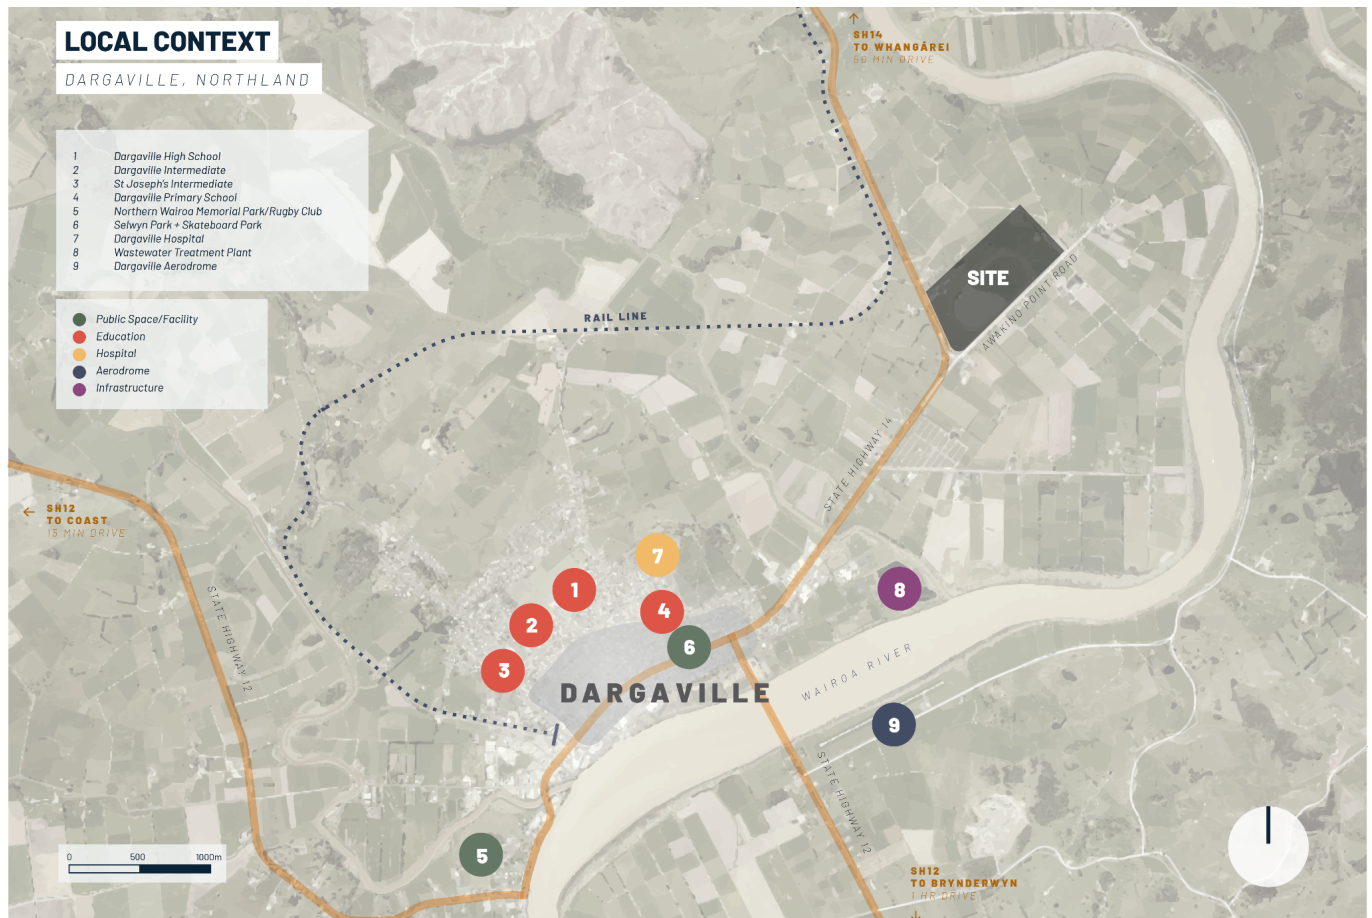 LOCAL CONTEXT
DARGAVILLE, NORTHLAND
1 Dargaville High School
2 Dargaville Intermediate
3 St Joseph's Intermediate
4 Dargaville Primary School
5 Northern Wairoa Memorial Park/Rugby Club
6 Selwyn Park + Skateboard Park
7 Dargaville Hospital
8 Wastewater Treatment Plant
9 Dargaville Aerodrome
Public Space/Facility
Education
Hospital
Aerodrome
Infrastructure
SH14
TO WHANGĀREI
50 MIN DRIVE
SITE
AWAKINO POINT ROAD
RAIL LINE
STATE HIGHWAY 14
SH12
TO COAST
15 MIN DRIVE
STATE HIGHWAY 12
7
1
8
4
2
6
3
DARGAVILLE
WAIROA RIVER
9
STATE HIGHWAY 12
5
0 500 1000m
SH12
TO BRYNDERWYN
1 HR DRIVE